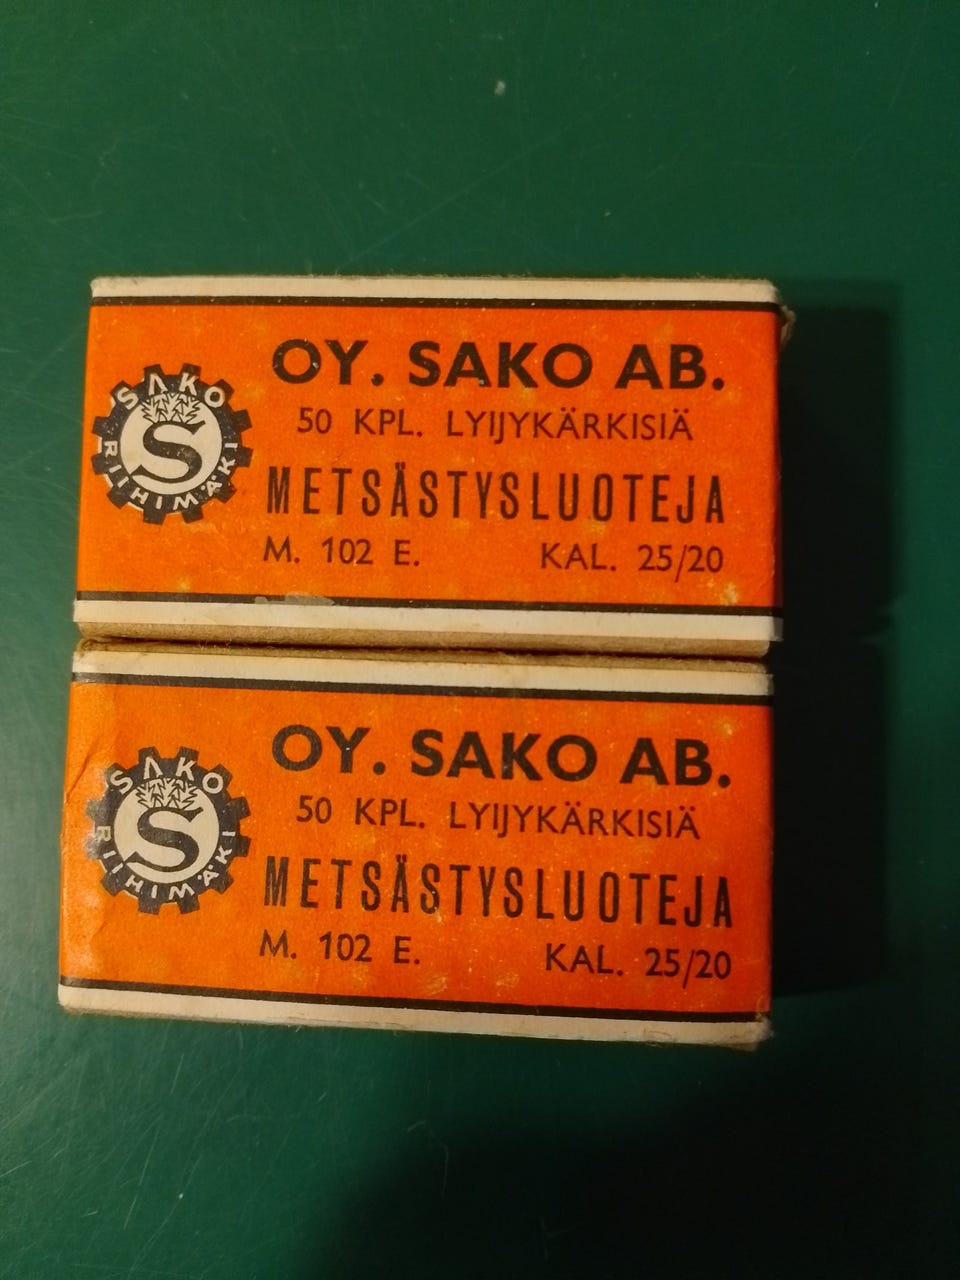 SAKO
S
RIIHIMÄKI
OY. SAKO AB.
50 KPL. LYIJYKÄRKISIÄ
METSÄSTYSLUOTEJA
M. 102 E. KAL. 25/20
SAKO
S
RIIHIMÄKI
OY. SAKO AB.
50 KPL. LYIJYKÄRKISIÄ
METSÄSTYSLUOTEJA
M. 102 E. KAL. 25/20